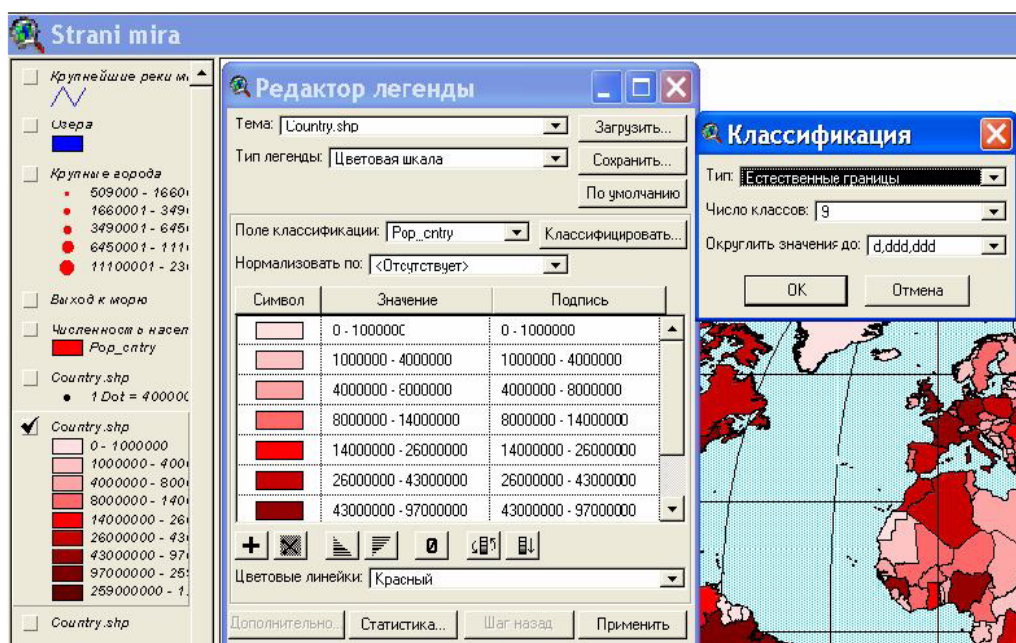 Strani mira
Крупнейшие реки м
Озера
Крупные города
509000 - 1660
1660001 - 349
3490001 - 645
6450001 - 111
11100001 - 23
Выход к морю
Численность насел
Pop_cntry
Country.shp
1 Dot = 400000
Country.shp
0 - 1000000
1000000 - 400
4000000 - 800
8000000 - 140
14000000 - 26
26000000 - 43
43000000 - 97
97000000 - 25
259000000 - 1.
Country.shp
Редактор легенды
Тема: Country.shp
Загрузить...
Тип легенды: Цветовая шкала
Сохранить...
По умолчанию
Поле классификации: Pop_cntry
Классифицировать...
Нормализовать по: <Отсутствует>
Символ Значение Подпись
0 - 1000000 0 - 1000000
1000000 - 4000000 1000000 - 4000000
4000000 - 8000000 4000000 - 8000000
8000000 - 14000000 8000000 - 14000000
14000000 - 26000000 14000000 - 26000000
26000000 - 43000000 26000000 - 43000000
43000000 - 97000000 43000000 - 97000000
Цветовые линейки: Красный
Дополнительно... Статистика... Шаг назад Применить
Классификация
Тип: Естественные границы
Число классов: 9
Округлить значения до: d,ddd,ddd
OK Отмена